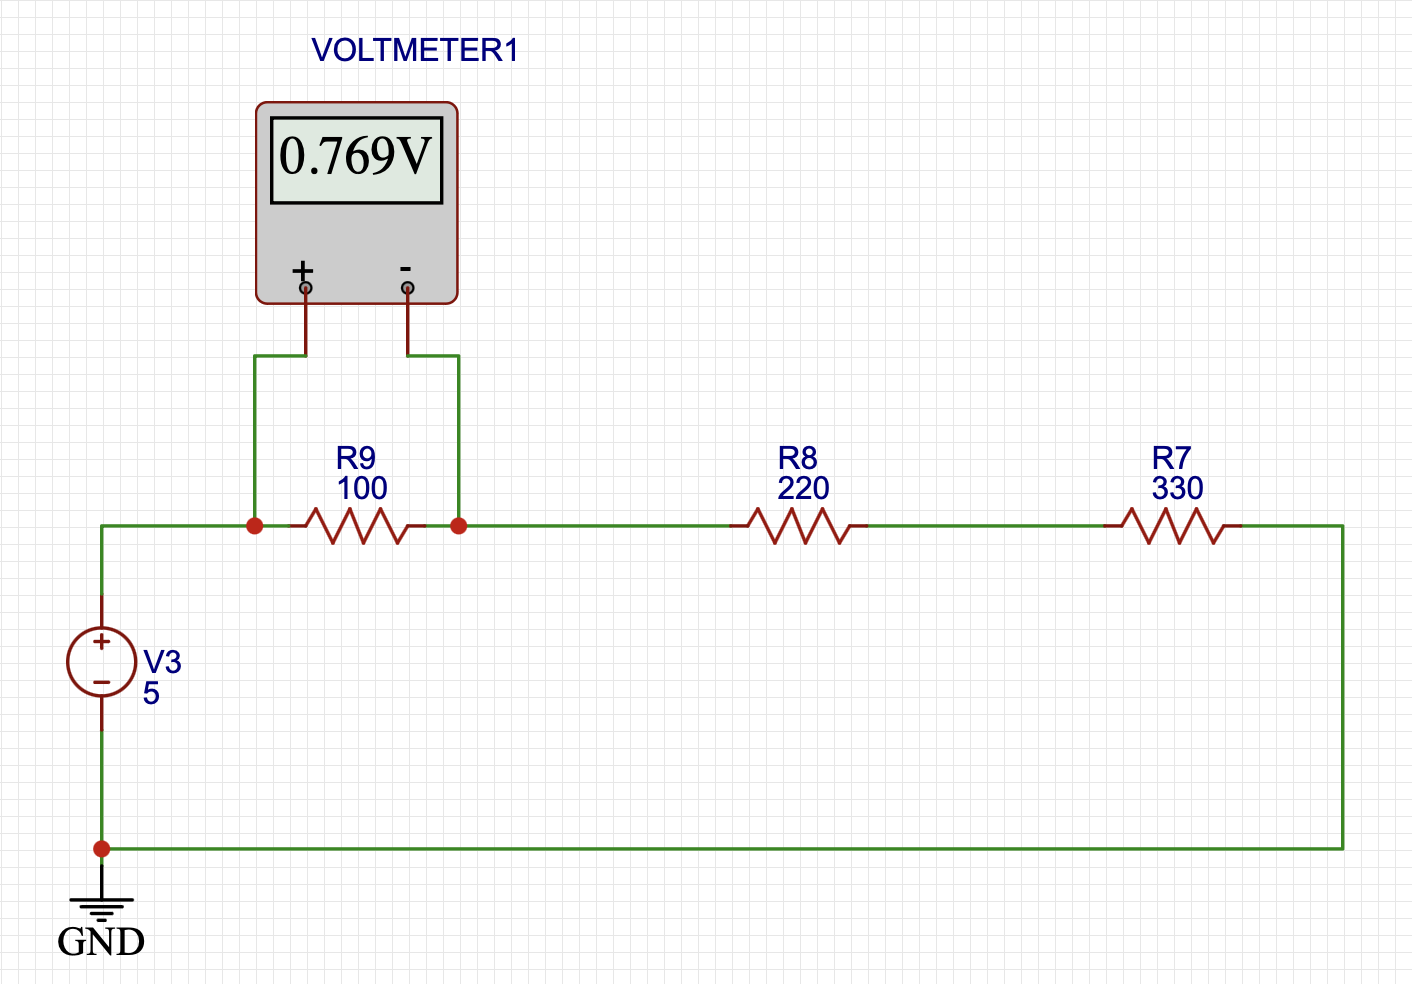 VOLTMETER1
0.769V
+ -
R9
100
R8
220
R7
330
+
V3
5
−
GND